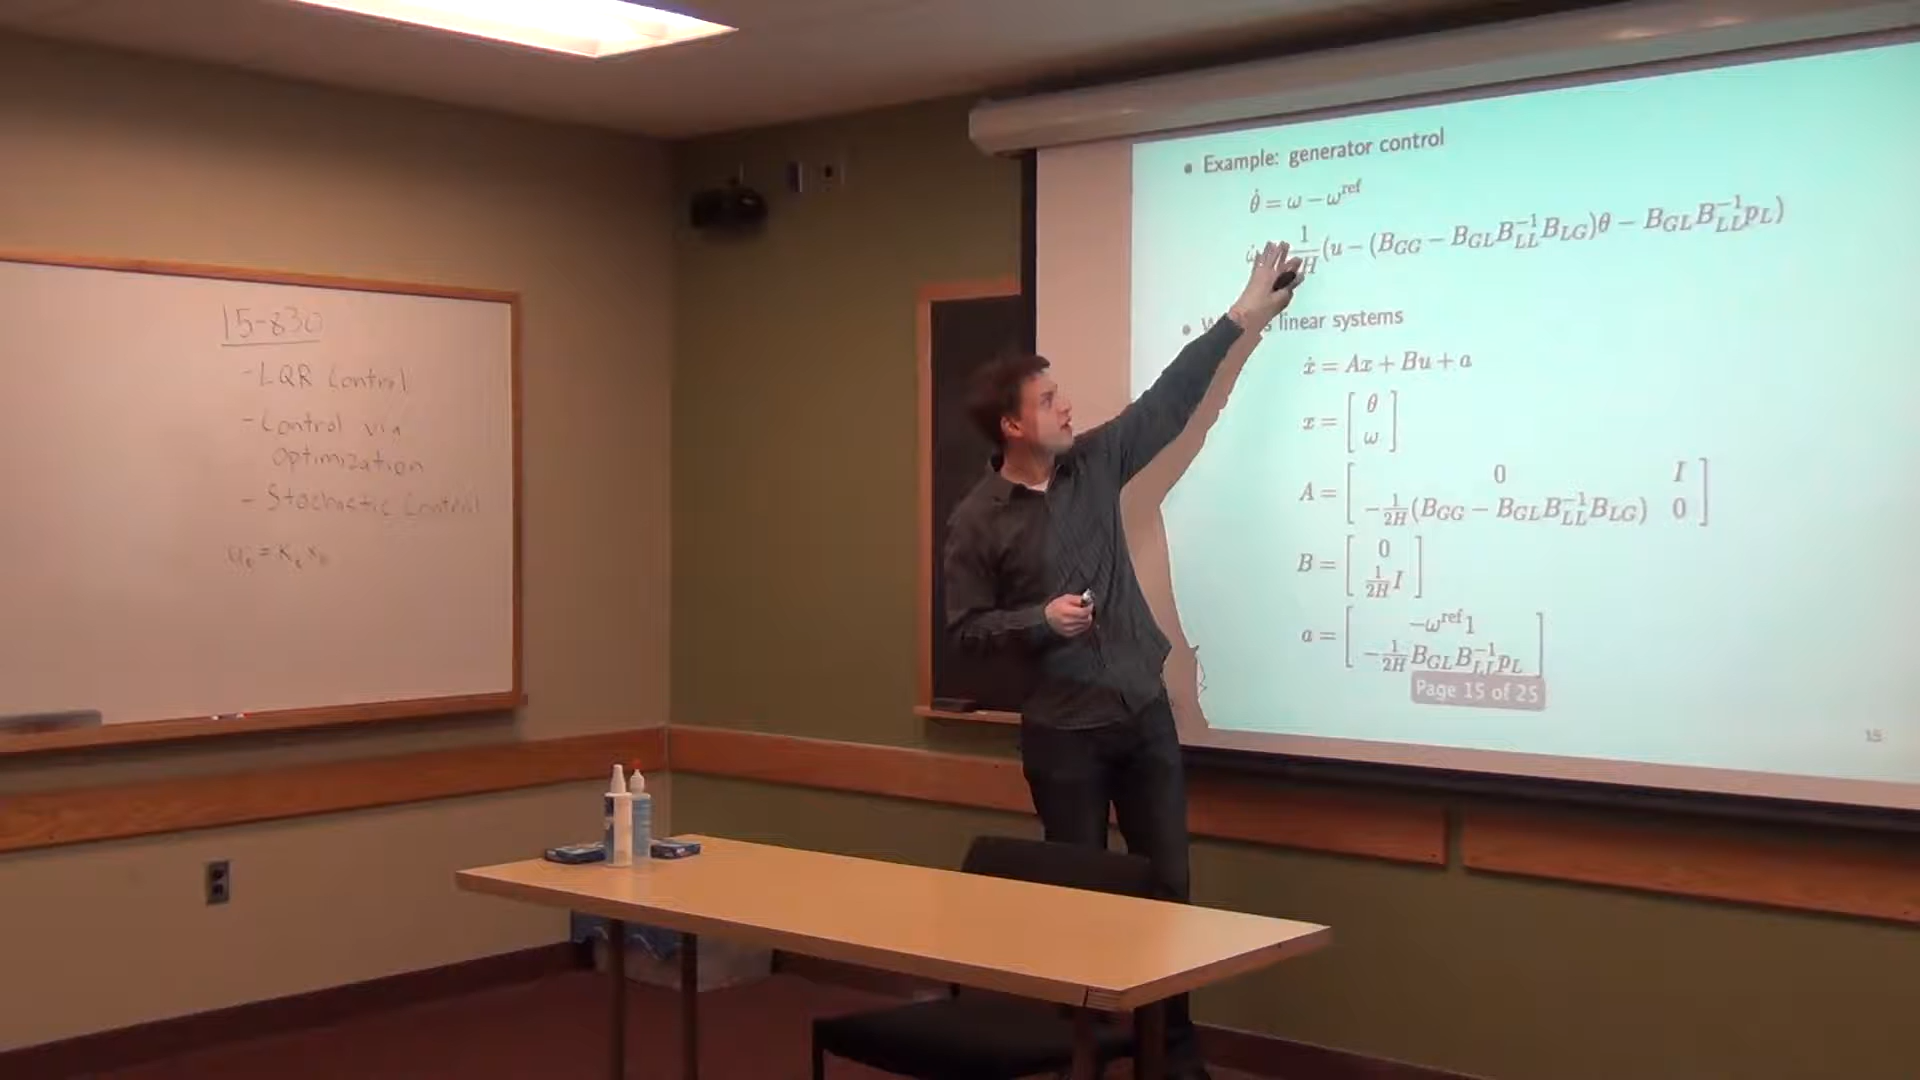 15-830
- LQR Control
- Control via
Optimization
- Stochastic Control
• Example: generator control
θ̇ = ω − ω^ref
1/2H (u − (B_GG − B_GL B_LL^−1 B_LG)θ − B_GL B_LL^−1 p_L)
• linear systems
ẋ = Ax + Bu + a
x = [ θ
ω ]
A = [ 0 I
−1/2H (B_GG − B_GL B_LL^−1 B_LG) 0 ]
B = [ 0
1/2H I ]
a = [ −ω^ref 1
−1/2H B_GL B_LL^−1 p_L ]
Page 15 of 25
15